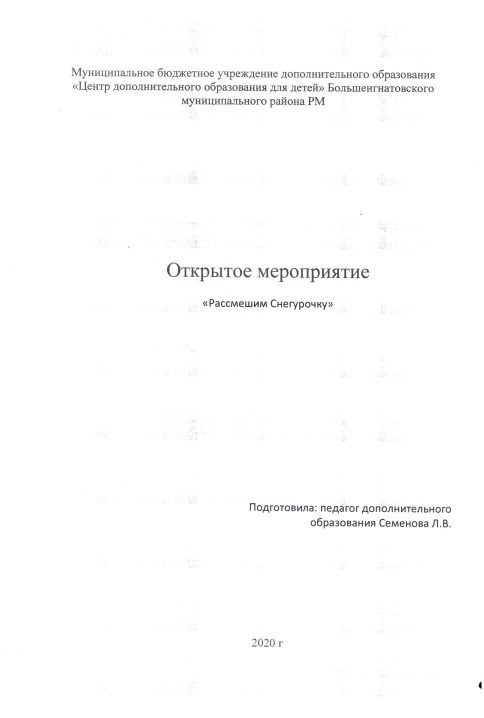 Муниципальное бюджетное учреждение дополнительного образования
«Центр дополнительного образования для детей» Большеигнатовского
муниципального района РМ
Открытое мероприятие
«Рассмешим Снегурочку»
Подготовила: педагог дополнительного
образования Семенова Л.В.
2020 г